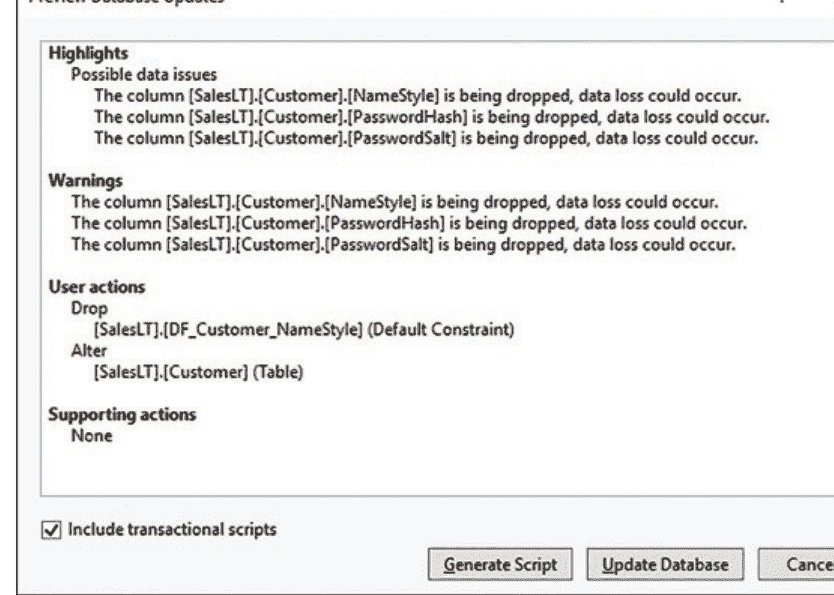 Preview Database Updates
Highlights
Possible data issues
The column [SalesLT].[Customer].[NameStyle] is being dropped, data loss could occur.
The column [SalesLT].[Customer].[PasswordHash] is being dropped, data loss could occur.
The column [SalesLT].[Customer].[PasswordSalt] is being dropped, data loss could occur.
Warnings
The column [SalesLT].[Customer].[NameStyle] is being dropped, data loss could occur.
The column [SalesLT].[Customer].[PasswordHash] is being dropped, data loss could occur.
The column [SalesLT].[Customer].[PasswordSalt] is being dropped, data loss could occur.
User actions
Drop
[SalesLT].[DF_Customer_NameStyle] (Default Constraint)
Alter
[SalesLT].[Customer] (Table)
Supporting actions
None
Include transactional scripts
Generate Script Update Database Cancel